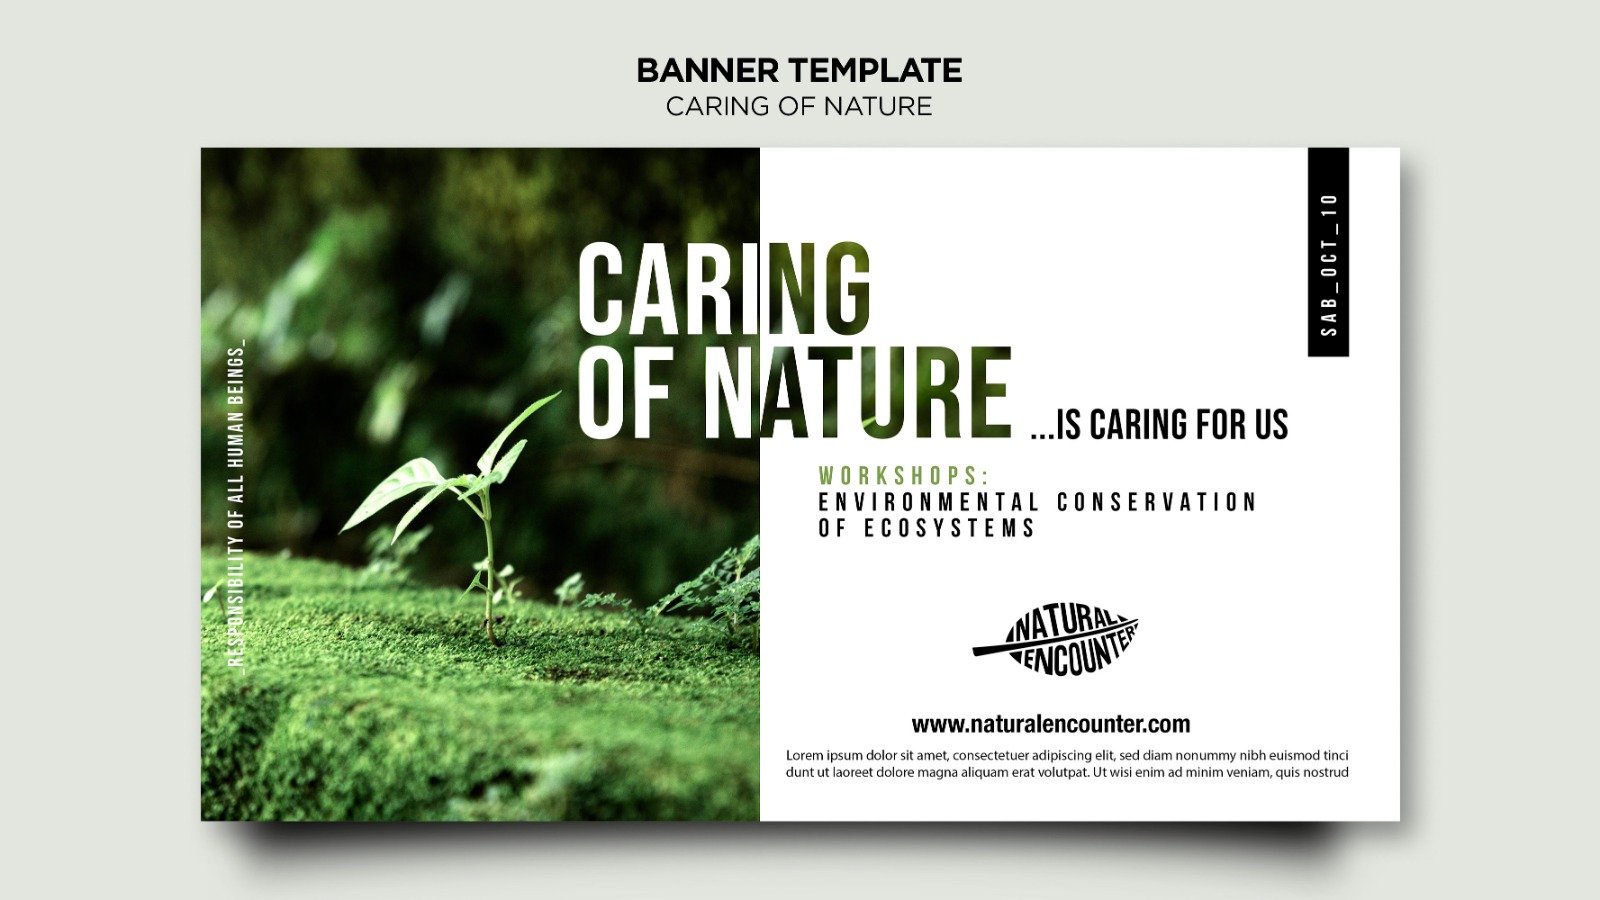 BANNER TEMPLATE
CARING OF NATURE
SAB_OCT_10
CARING
OF NATURE
...IS CARING FOR US
_RESPONSIBILITY OF ALL HUMAN BEINGS_
WORKSHOPS:
ENVIRONMENTAL CONSERVATION
OF ECOSYSTEMS
NATURAL
ENCOUNTER
www.naturalencounter.com
Lorem ipsum dolor sit amet, consectetuer adipiscing elit, sed diam nonummy nibh euismod tinci
dunt ut laoreet dolore magna aliquam erat volutpat. Ut wisi enim ad minim veniam, quis nostrud